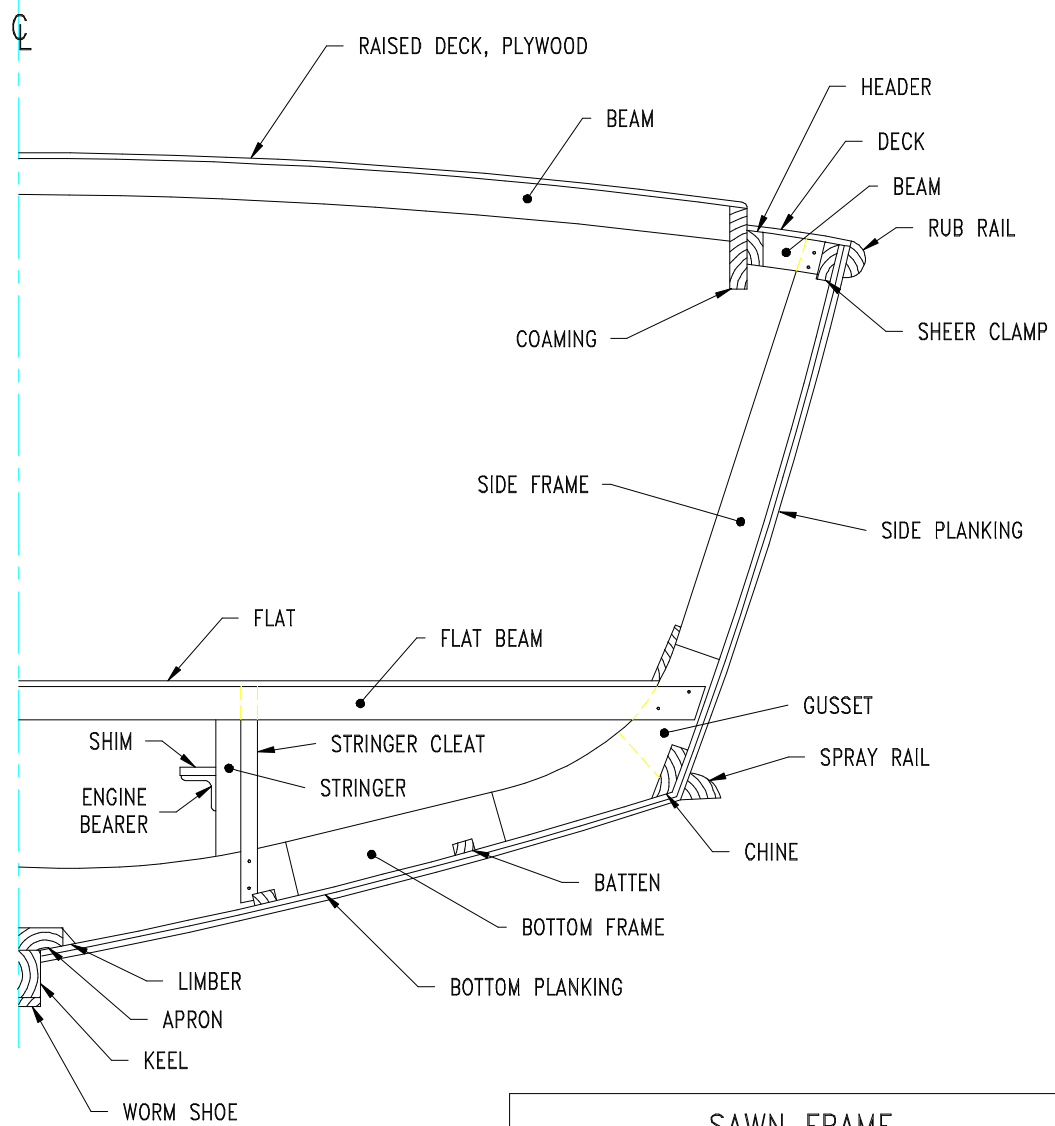 CL
RAISED DECK, PLYWOOD
HEADER
BEAM
DECK
BEAM
RUB RAIL
COAMING
SHEER CLAMP
SIDE FRAME
SIDE PLANKING
FLAT
FLAT BEAM
GUSSET
SHIM
STRINGER CLEAT
SPRAY RAIL
STRINGER
ENGINE
BEARER
CHINE
BATTEN
BOTTOM FRAME
LIMBER
BOTTOM PLANKING
APRON
KEEL
WORM SHOE
SAWN FRAME